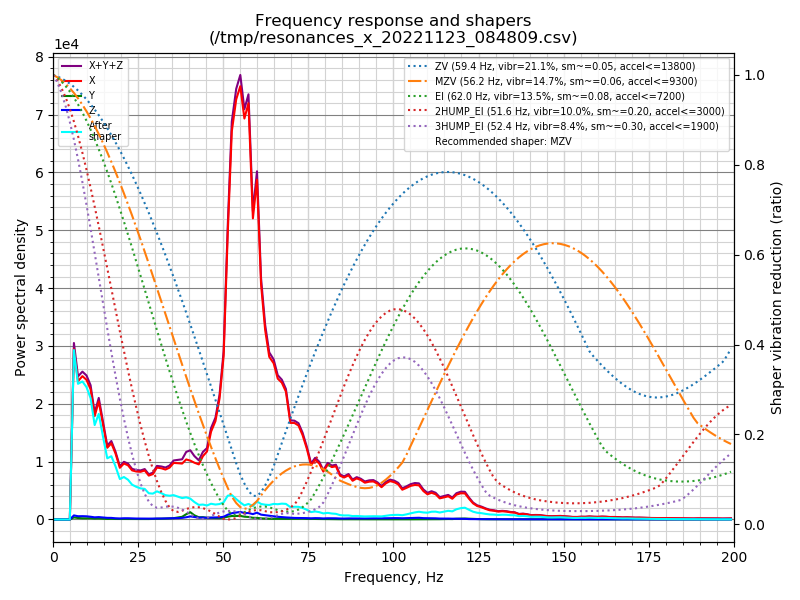 Frequency response and shapers
(/tmp/resonances_x_20221123_084809.csv)
1e4
X+Y+Z
X
Y
Z
After
shaper
ZV (59.4 Hz, vibr=21.1%, sm~=0.05, accel<=13800)
MZV (56.2 Hz, vibr=14.7%, sm~=0.06, accel<=9300)
EI (62.0 Hz, vibr=13.5%, sm~=0.08, accel<=7200)
2HUMP_EI (51.6 Hz, vibr=10.0%, sm~=0.20, accel<=3000)
3HUMP_EI (52.4 Hz, vibr=8.4%, sm~=0.30, accel<=1900)
Recommended shaper: MZV
8
7
6
5
4
3
2
1
0
Power spectral density
1.0
0.8
0.6
0.4
0.2
0.0
Shaper vibration reduction (ratio)
0 25 50 75 100 125 150 175 200
Frequency, Hz